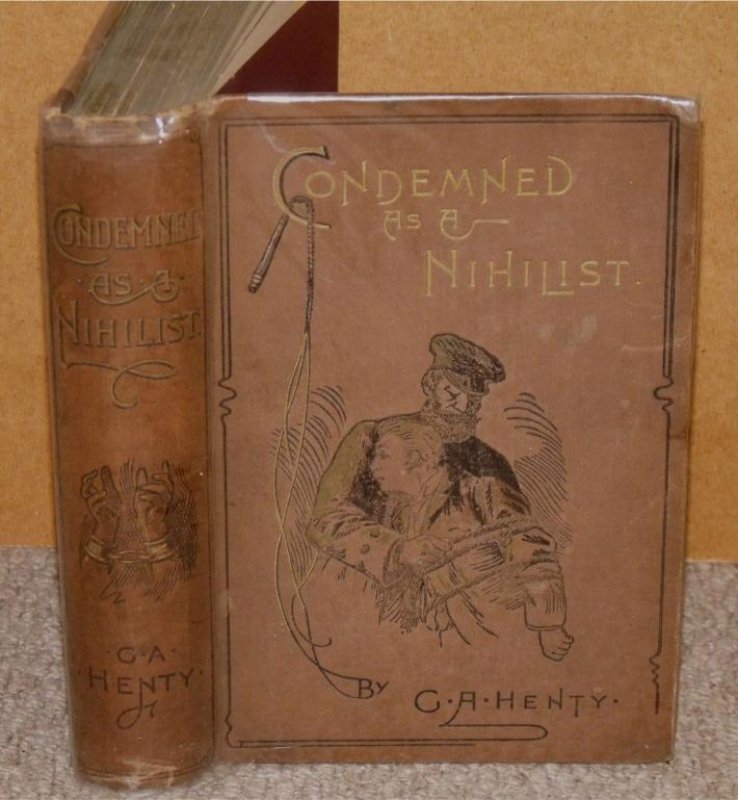 CONDEMNED
·AS·A·
NIHILIST.
·G·A·
·HENTY·
CONDEMNED
AS A
NIHILIST.
BY G·A·HENTY·